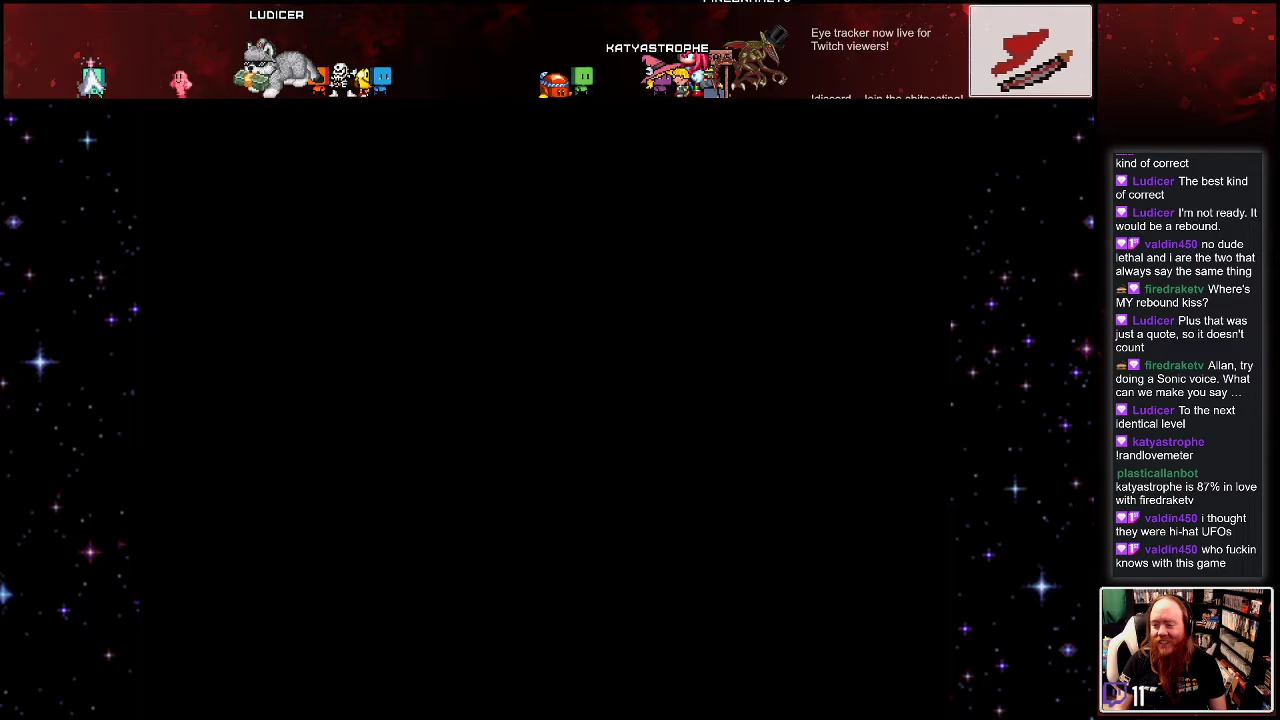 LUDICER
KATYASTROPHE
Eye tracker now live for
Twitch viewers!
kind of correct
Ludicer The best kind
of correct
Ludicer I'm not ready. It
would be a rebound.
valdin450 no dude
lethal and i are the two that
always say the same thing
firedraketv Where's
MY rebound kiss?
Ludicer Plus that was
just a quote, so it doesn't
count
firedraketv Allan, try
doing a Sonic voice. What
can we make you say …
Ludicer To the next
identical level
katyastrophe
!randlovemeter
plasticallanbot
katyastrophe is 87% in love
with firedraketv
valdin450 i thought
they were hi-hat UFOs
valdin450 who fuckin
knows with this game
11